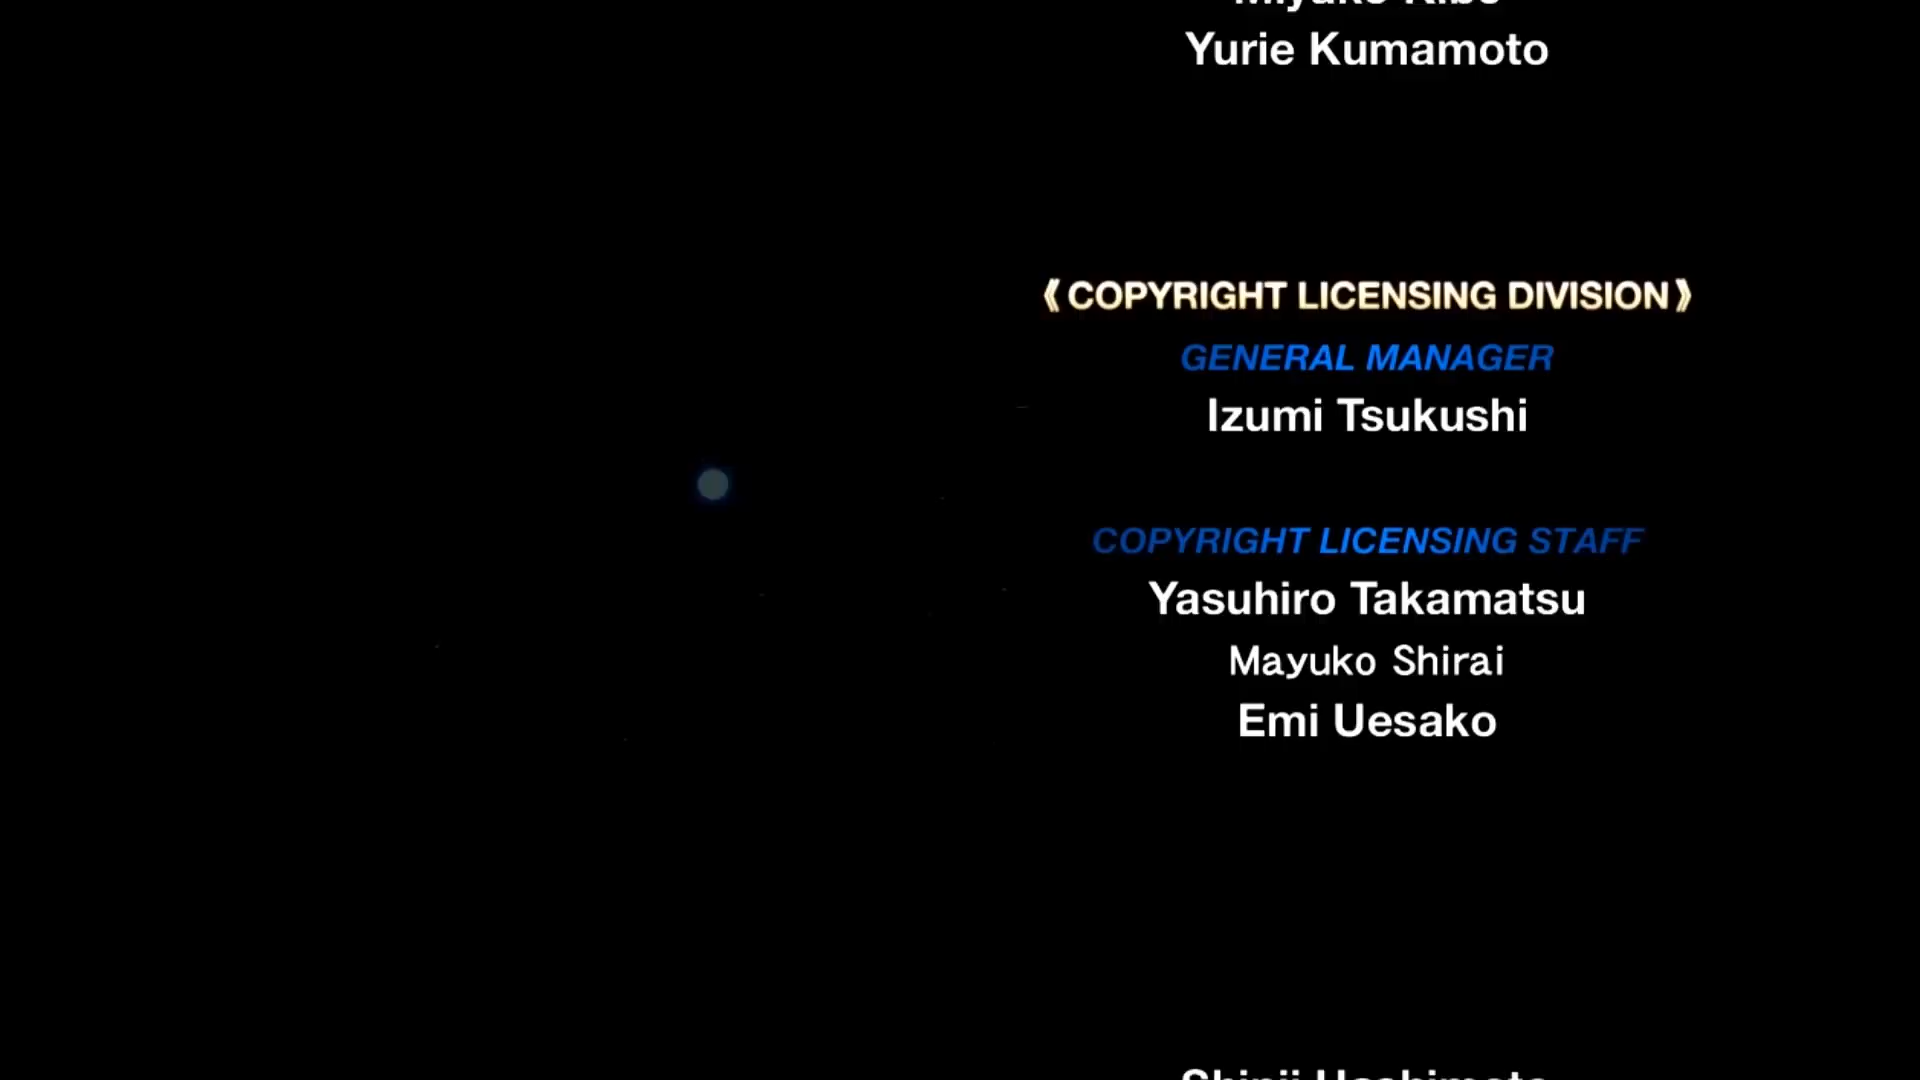 Yurie Kumamoto
《COPYRIGHT LICENSING DIVISION》
GENERAL MANAGER
Izumi Tsukushi
COPYRIGHT LICENSING STAFF
Yasuhiro Takamatsu
Mayuko Shirai
Emi Uesako